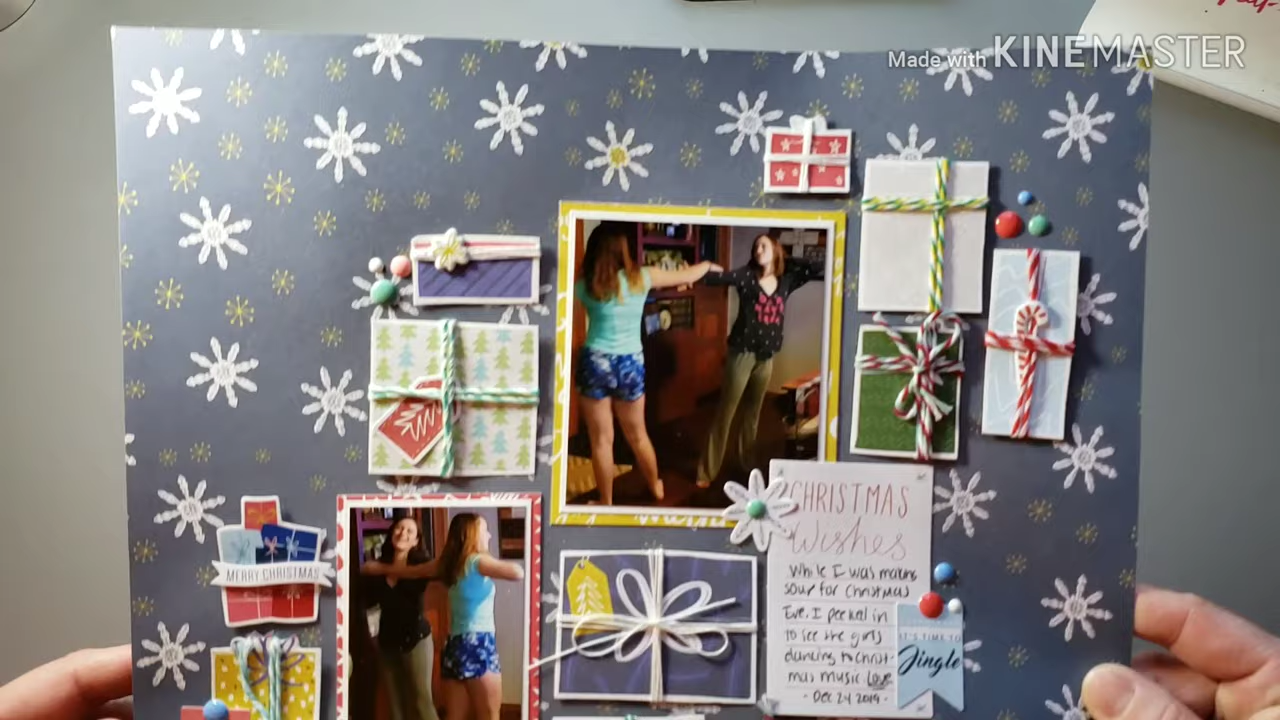 Made with KINEMASTER
CHRISTMAS
Wishes
While I was making
soup for Christmas
Eve, I peeked in
to see the girls
dancing to Christ-
mas music. Love
- Dec 24 2019 -
IT'S TIME TO
Jingle
MERRY CHRISTMAS